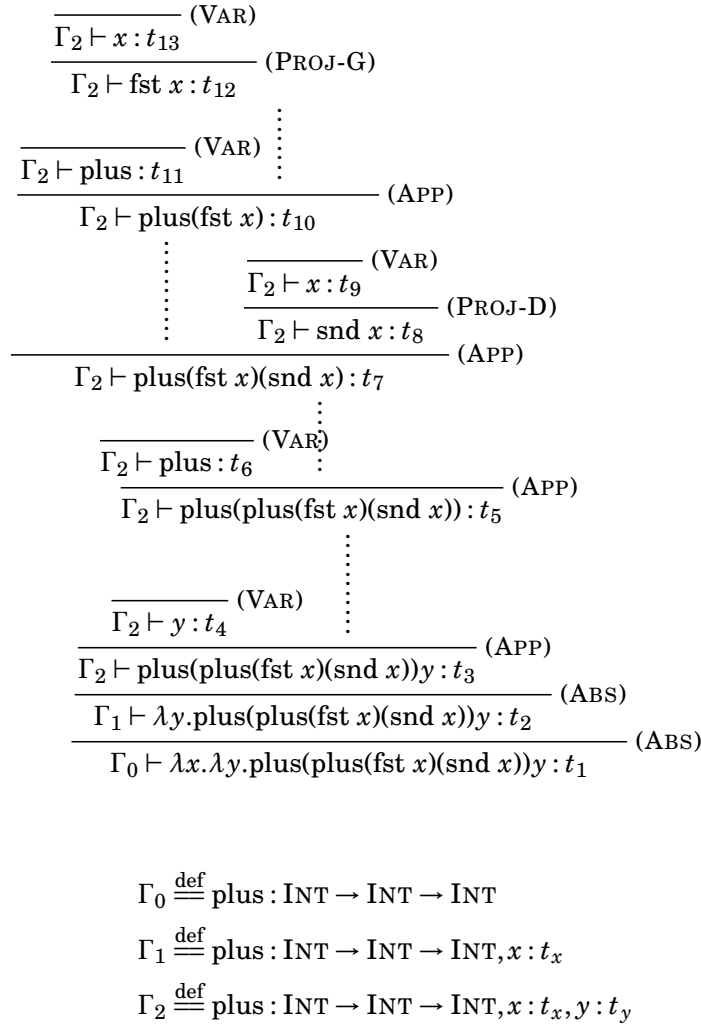 (VAR)
Γ₂ ⊢ x : t₁₃
(PROJ-G)
Γ₂ ⊢ fst x : t₁₂
(VAR)
Γ₂ ⊢ plus : t₁₁
(APP)
Γ₂ ⊢ plus(fst x) : t₁₀
(VAR)
Γ₂ ⊢ x : t₉
(PROJ-D)
Γ₂ ⊢ snd x : t₈
(APP)
Γ₂ ⊢ plus(fst x)(snd x) : t₇
(VAR)
Γ₂ ⊢ plus : t₆
(APP)
Γ₂ ⊢ plus(plus(fst x)(snd x)) : t₅
(VAR)
Γ₂ ⊢ y : t₄
(APP)
Γ₂ ⊢ plus(plus(fst x)(snd x))y : t₃
(ABS)
Γ₁ ⊢ λy.plus(plus(fst x)(snd x))y : t₂
(ABS)
Γ₀ ⊢ λx.λy.plus(plus(fst x)(snd x))y : t₁
Γ₀ ≝ plus : INT → INT → INT
Γ₁ ≝ plus : INT → INT → INT, x : tₓ
Γ₂ ≝ plus : INT → INT → INT, x : tₓ, y : t_y